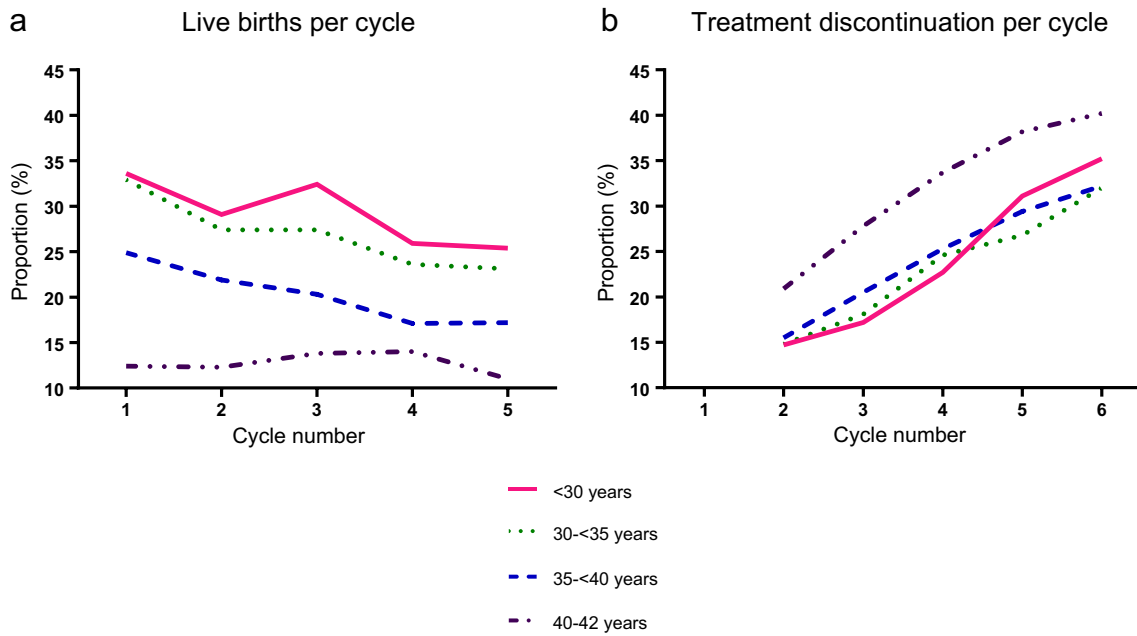 a Live births per cycle
45
40
35
30
25
20
15
10
Proportion (%)
1 2 3 4 5
Cycle number
b Treatment discontinuation per cycle
45
40
35
30
25
20
15
10
Proportion (%)
1 2 3 4 5 6
Cycle number
<30 years
30-<35 years
35-<40 years
40-42 years